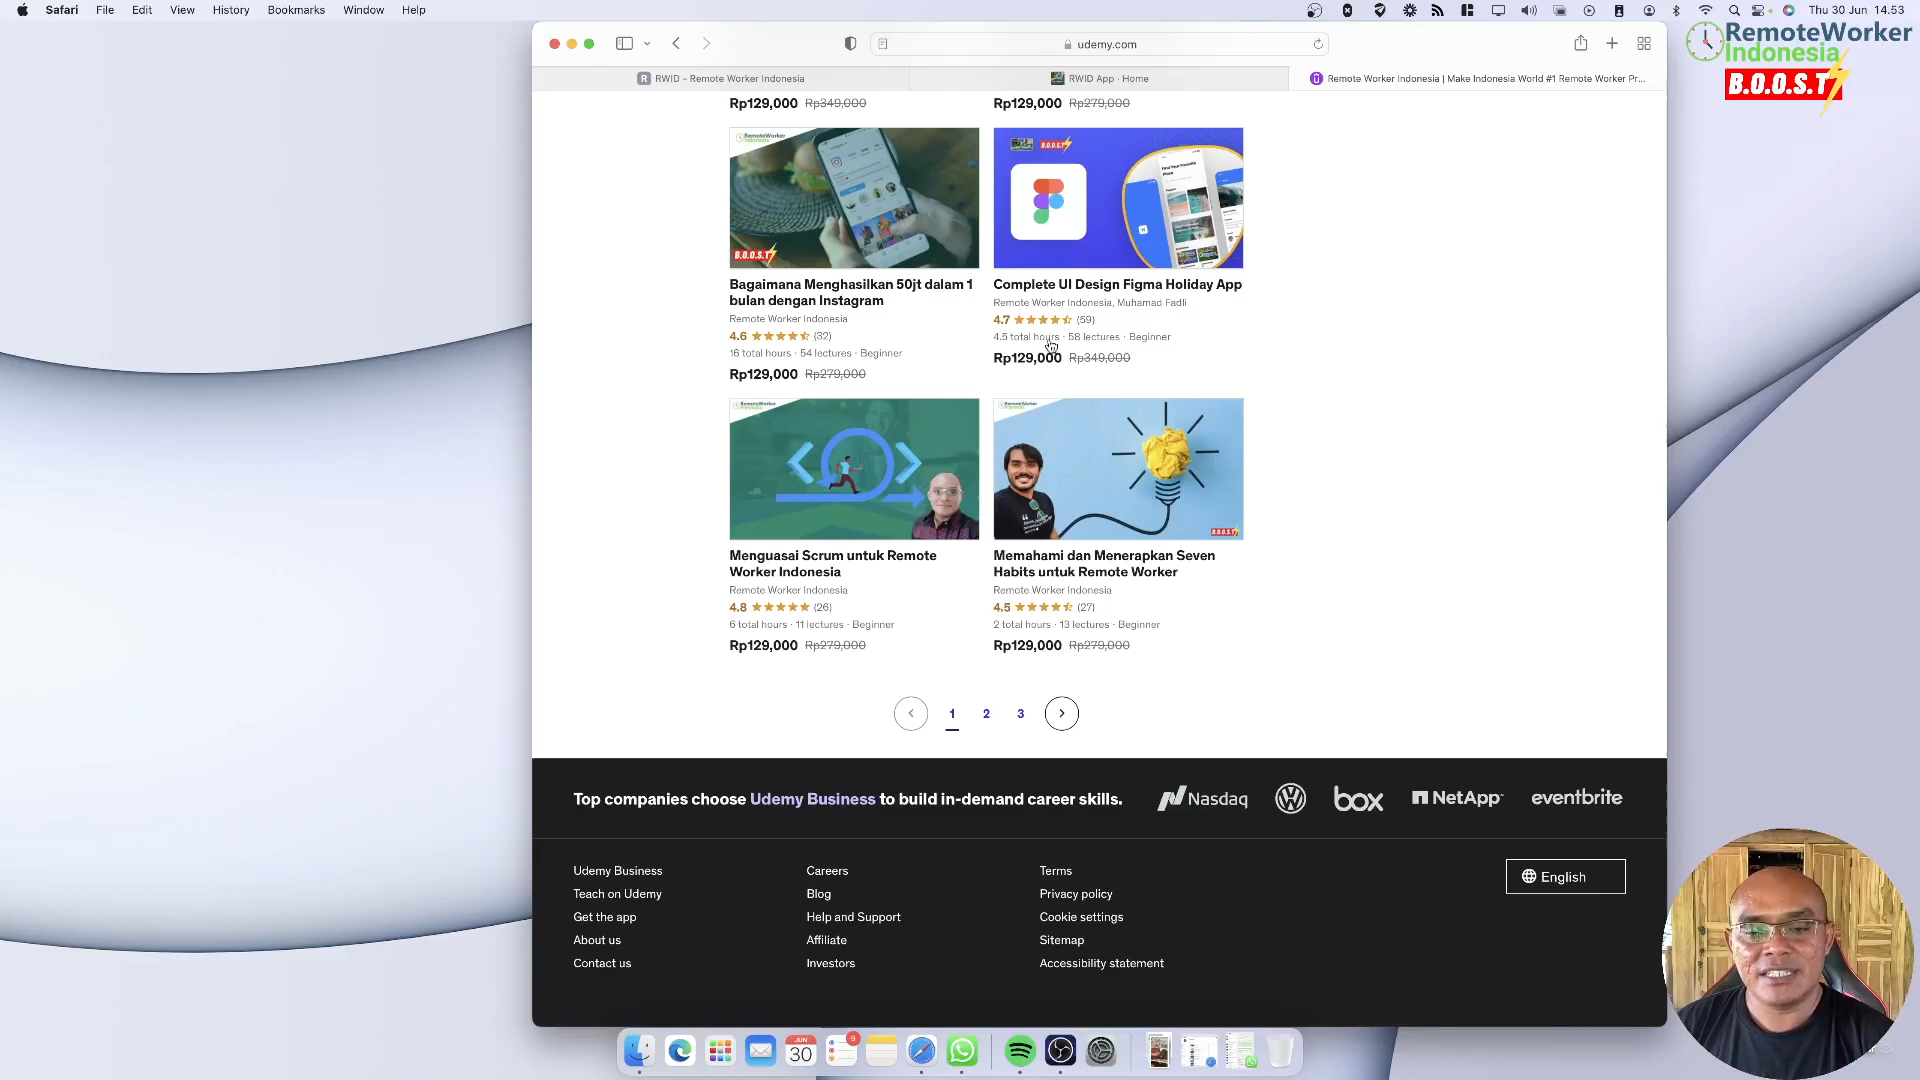 Safari File Edit View History Bookmarks Window Help
Thu 30 Jun 14.53
RemoteWorker
Indonesia
B.O.O.S.T
udemy.com
RWID - Remote Worker Indonesia
RWID App · Home
Remote Worker Indonesia | Make Indonesia World #1 Remote Worker Pr...
Rp129,000 Rp349,000
Rp129,000 Rp279,000
RemoteWorker
Indonesia
B.O.O.S.T
B.O.O.S.T
Bagaimana Menghasilkan 50jt dalam 1
bulan dengan Instagram
Remote Worker Indonesia
4.6 (32)
16 total hours · 54 lectures · Beginner
Rp129,000 Rp279,000
Complete UI Design Figma Holiday App
Remote Worker Indonesia, Muhamad Fadli
4.7 (59)
4.5 total hours · 58 lectures · Beginner
Rp129,000 Rp349,000
RemoteWorker
Indonesia
RemoteWorker
Indonesia
B.O.O.S.T
Menguasai Scrum untuk Remote
Worker Indonesia
Remote Worker Indonesia
4.8 (26)
6 total hours · 11 lectures · Beginner
Rp129,000 Rp279,000
Memahami dan Menerapkan Seven
Habits untuk Remote Worker
Remote Worker Indonesia
4.5 (27)
2 total hours · 13 lectures · Beginner
Rp129,000 Rp279,000
1 2 3
Top companies choose Udemy Business to build in-demand career skills.
Nasdaq
box
NetApp
eventbrite
Udemy Business
Teach on Udemy
Get the app
About us
Contact us
Careers
Blog
Help and Support
Affiliate
Investors
Terms
Privacy policy
Cookie settings
Sitemap
Accessibility statement
English
JUN
30
9